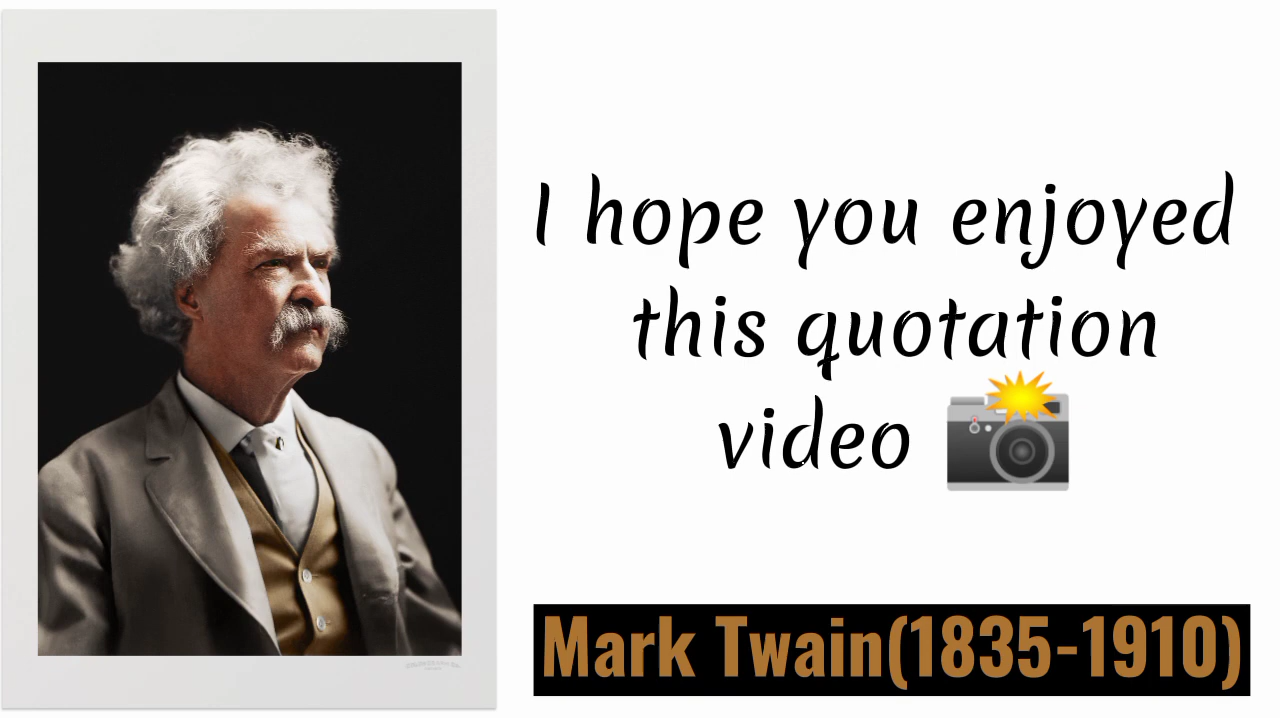 I hope you enjoyed
this quotation
video 📸
Mark Twain(1835-1910)